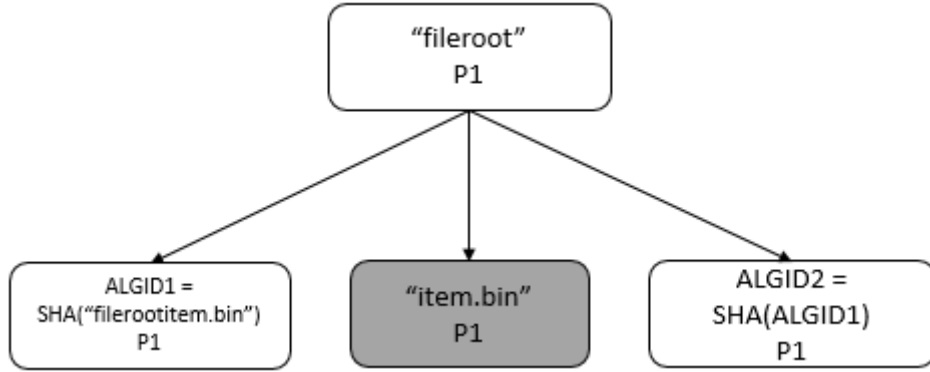 “fileroot”
P1
ALGID1 =
SHA(“filerootitem.bin”)
P1
“item.bin”
P1
ALGID2 =
SHA(ALGID1)
P1